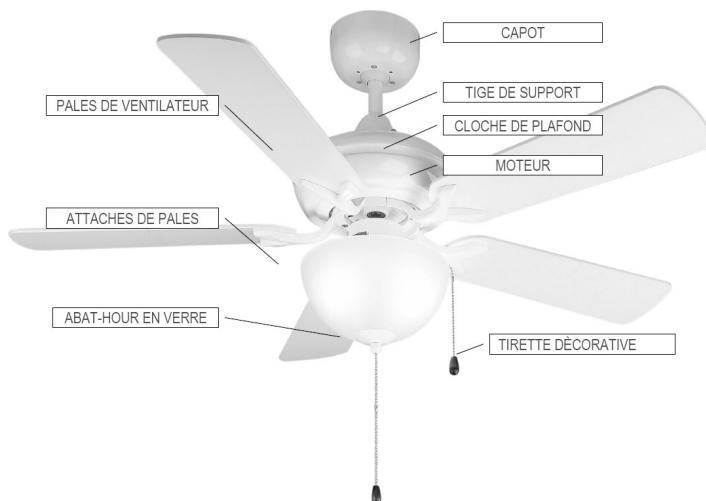 CAPOT
TIGE DE SUPPORT
PALES DE VENTILATEUR
CLOCHE DE PLAFOND
MOTEUR
ATTACHES DE PALES
ABAT-HOUR EN VERRE
TIRETTE DÈCORATIVE